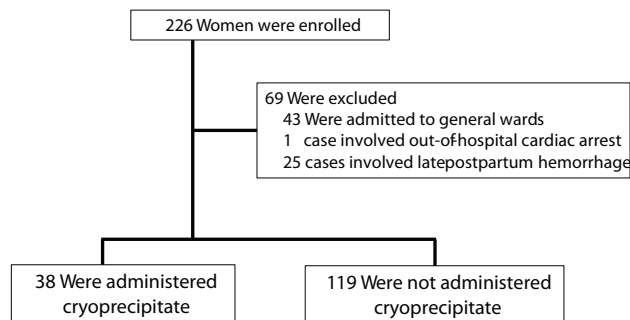 226 Women were enrolled
69 Were excluded
43 Were admitted to general wards
1 case involved out-of-hospital cardiac arrest
25 cases involved latepostpartum hemorrhage
38 Were administered
cryoprecipitate
119 Were not administered
cryoprecipitate